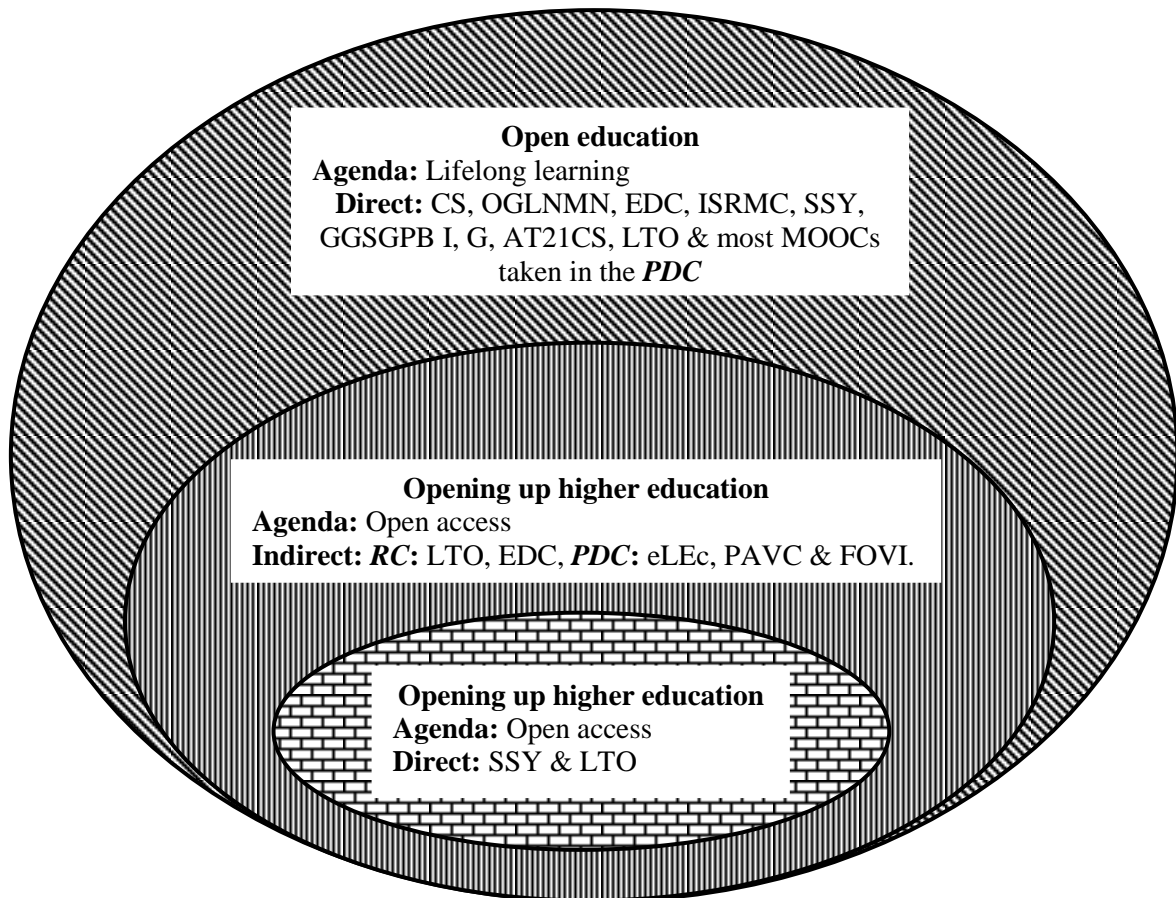 Open education
Agenda: Lifelong learning
Direct: CS, OGLNMN, EDC, ISRMC, SSY,
GGSGPB I, G, AT21CS, LTO & most MOOCs
taken in the PDC
Opening up higher education
Agenda: Open access
Indirect: RC: LTO, EDC, PDC: eLEc, PAVC & FOVI.
Opening up higher education
Agenda: Open access
Direct: SSY & LTO